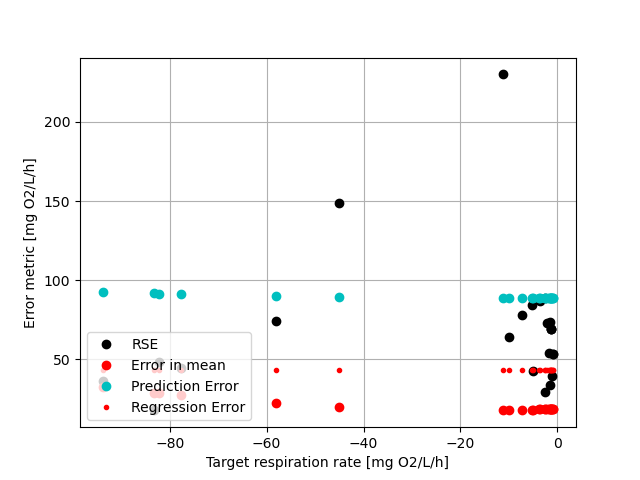 200
150
100
50
Error metric [mg O2/L/h]
RSE
Error in mean
Prediction Error
Regression Error
−80
−60
−40
−20
0
Target respiration rate [mg O2/L/h]